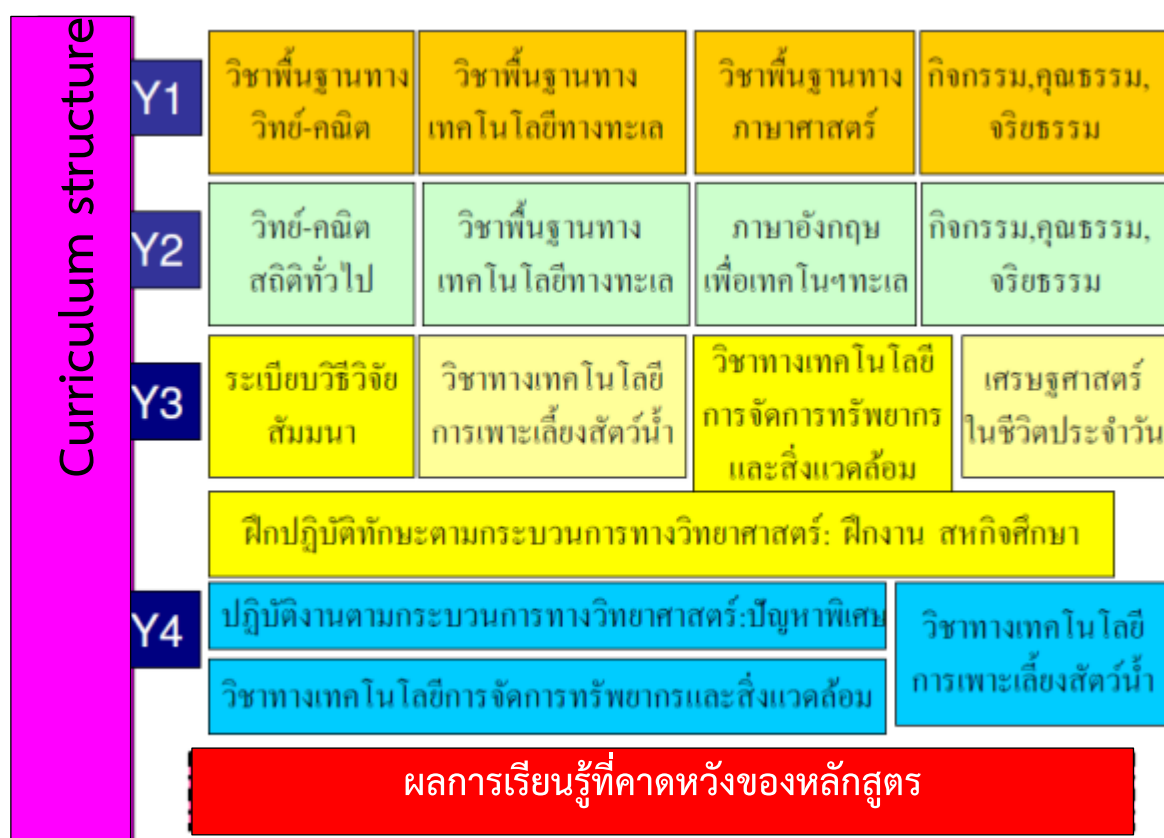 Curriculum structure
Y1
วิชาพื้นฐานทาง
วิทย์-คณิต
วิชาพื้นฐานทาง
เทคโนโลยีทางทะเล
วิชาพื้นฐานทาง
ภาษาศาสตร์
กิจกรรม,คุณธรรม,
จริยธรรม
Y2
วิทย์-คณิต
สถิติทั่วไป
วิชาพื้นฐานทาง
เทคโนโลยีทางทะเล
ภาษาอังกฤษ
เพื่อเทคโนฯทะเล
กิจกรรม,คุณธรรม,
จริยธรรม
Y3
ระเบียบวิธีวิจัย
สัมมนา
วิชาทางเทคโนโลยี
การเพาะเลี้ยงสัตว์น้ำ
วิชาทางเทคโนโลยี
การจัดการทรัพยากร
และสิ่งแวดล้อม
เศรษฐศาสตร์
ในชีวิตประจำวัน
ฝึกปฏิบัติทักษะตามกระบวนการทางวิทยาศาสตร์: ฝึกงาน สหกิจศึกษา
Y4
ปฏิบัติงานตามกระบวนการทางวิทยาศาสตร์:ปัญหาพิเศษ
วิชาทางเทคโนโลยีการจัดการทรัพยากรและสิ่งแวดล้อม
วิชาทางเทคโนโลยี
การเพาะเลี้ยงสัตว์น้ำ
ผลการเรียนรู้ที่คาดหวังของหลักสูตร